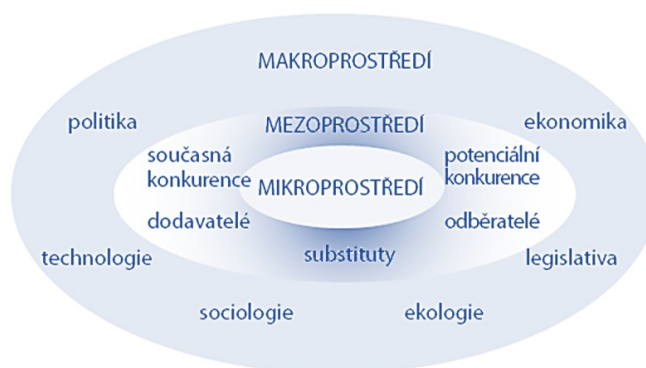 MAKROPROSTŘEDÍ
politika
MEZOPROSTŘEDÍ
ekonomika
současná
konkurence
potenciální
konkurence
MIKROPROSTŘEDÍ
dodavatelé
odběratelé
technologie
substituty
legislativa
sociologie
ekologie